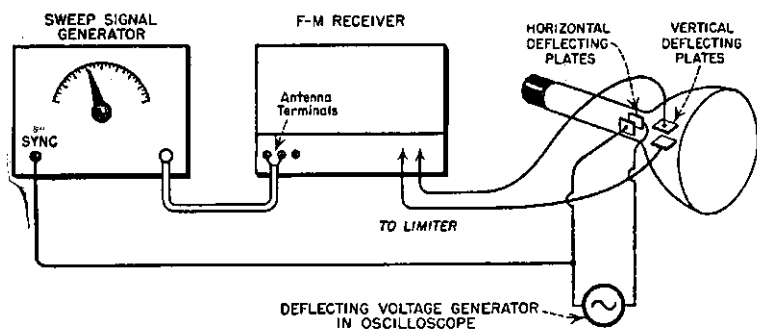 SWEEP SIGNAL
GENERATOR
F-M RECEIVER
HORIZONTAL
DEFLECTING
PLATES
VERTICAL
DEFLECTING
PLATES
Antenna
Terminals
SYNC
TO LIMITER
DEFLECTING VOLTAGE GENERATOR
IN OSCILLOSCOPE